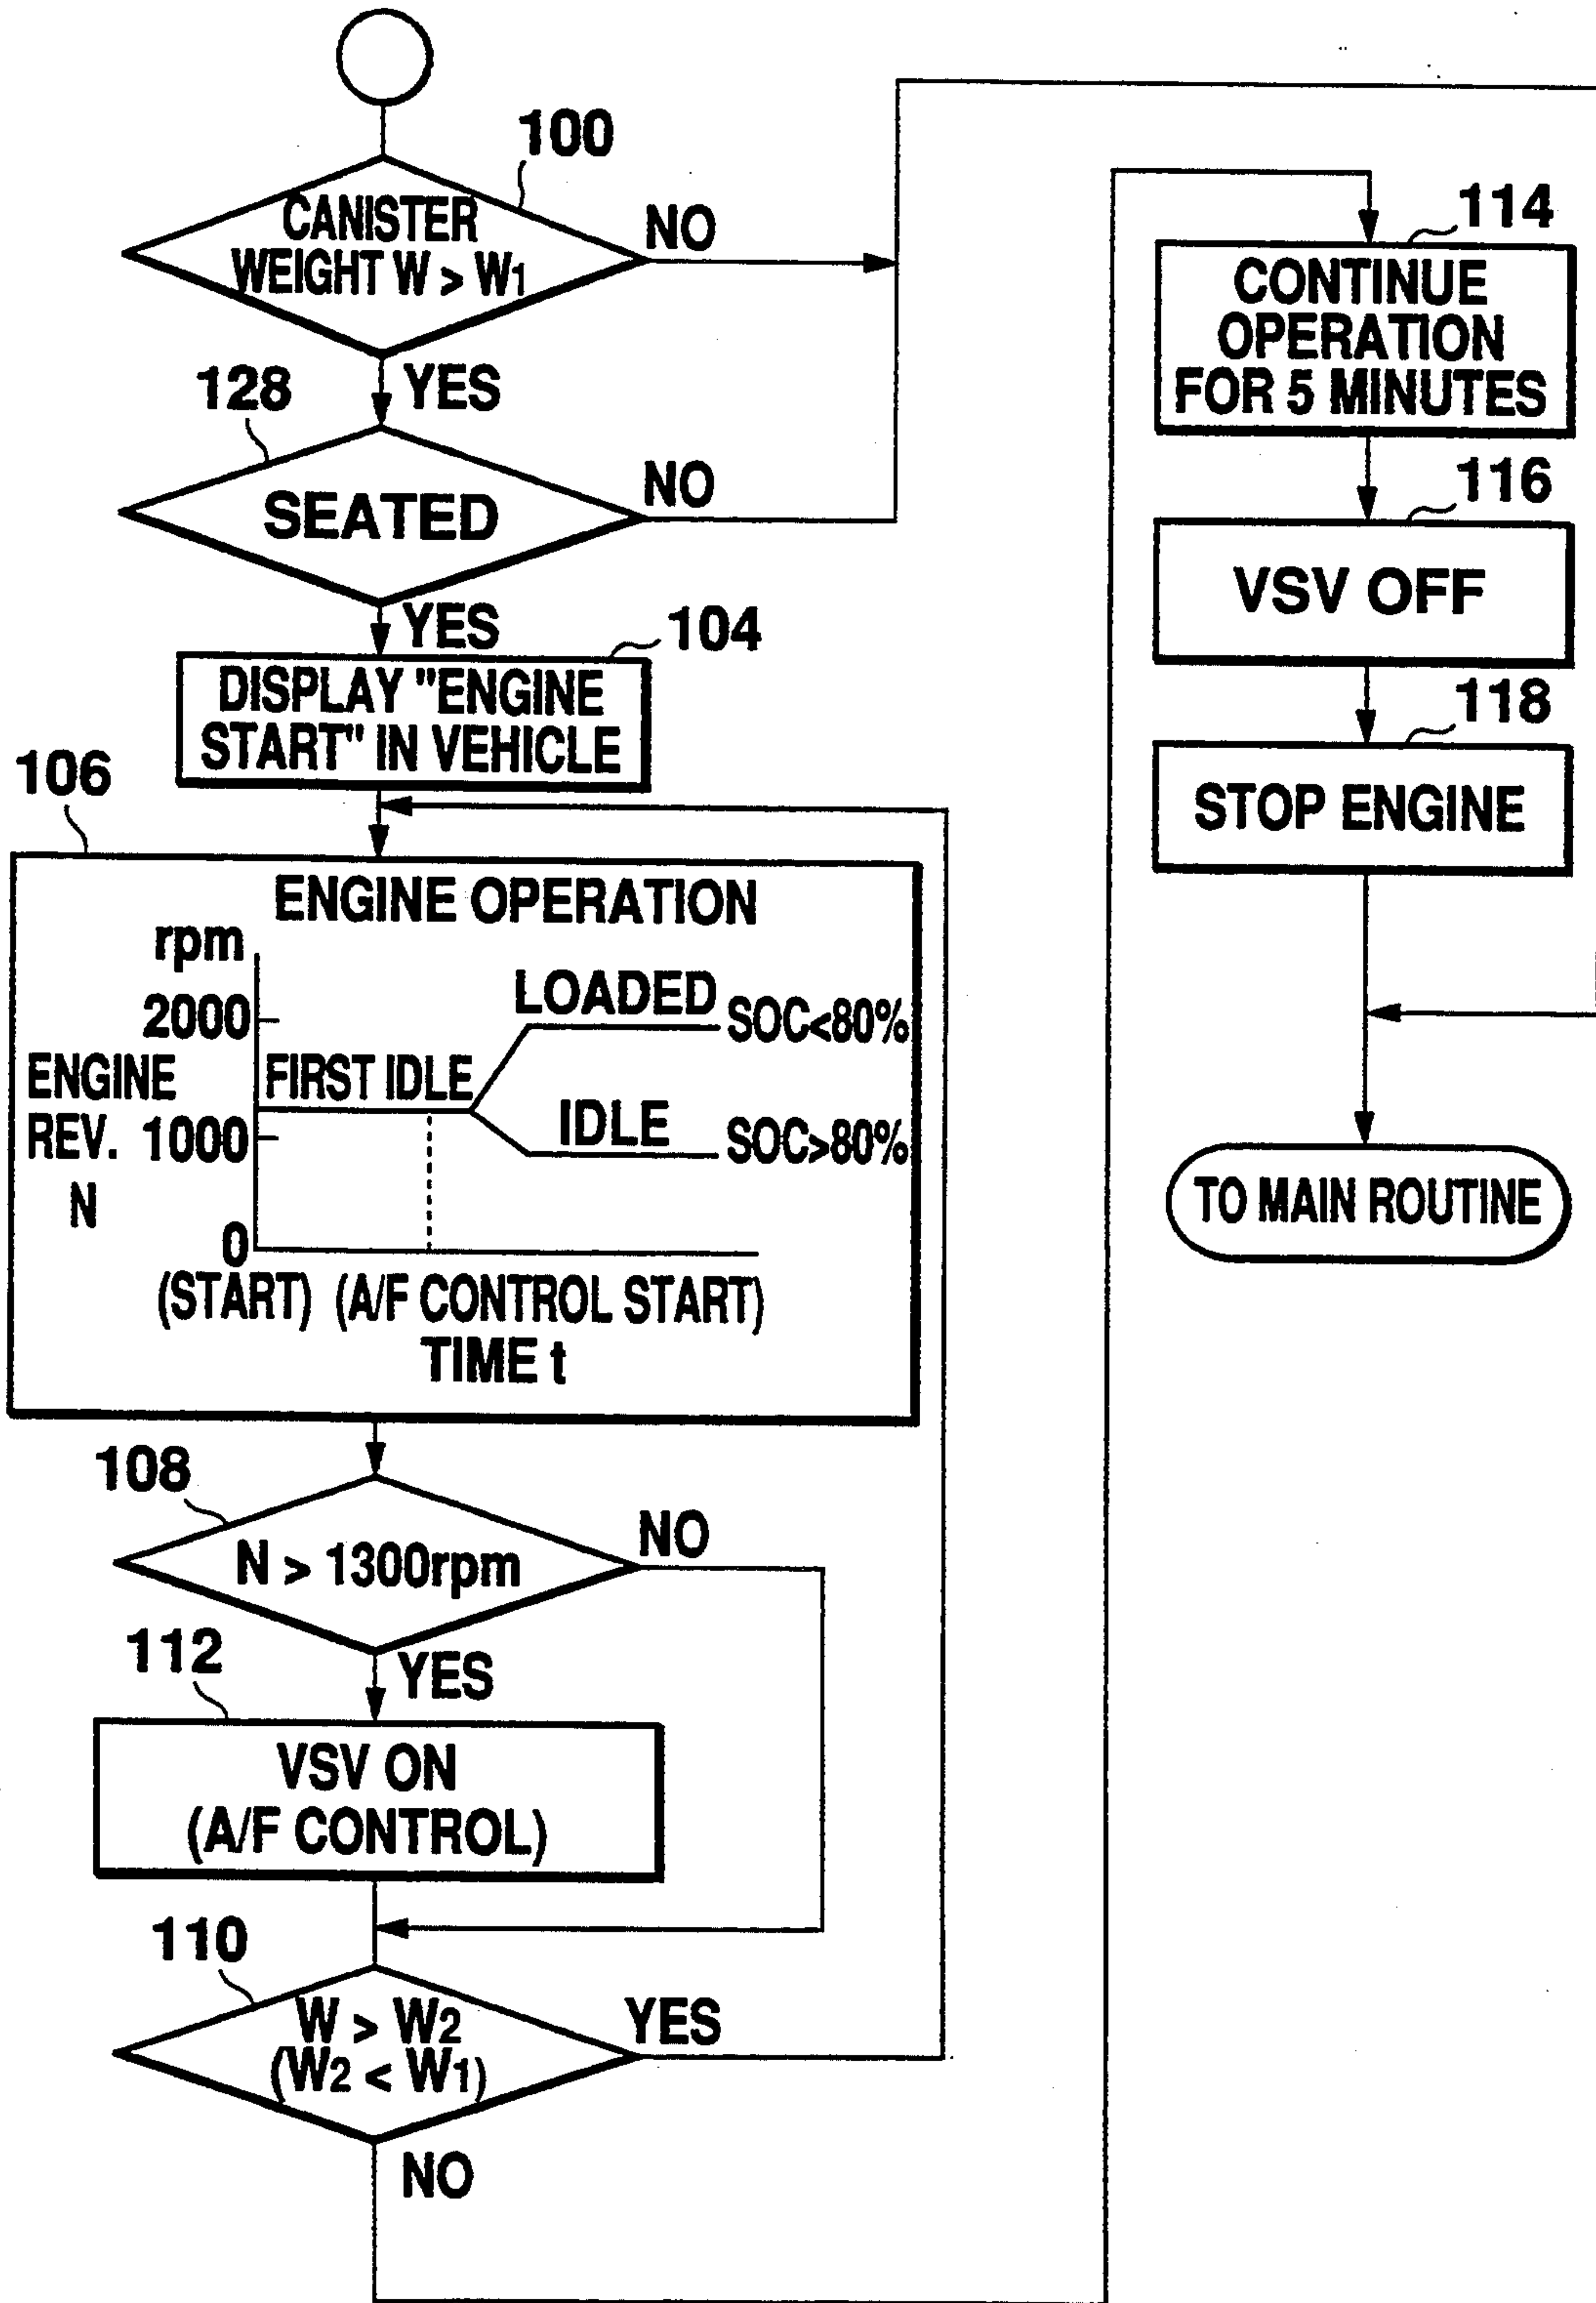 100
CANISTER
WEIGHT W > W1
NO
YES
128
SEATED
NO
YES
104
DISPLAY "ENGINE
START" IN VEHICLE
106
ENGINE OPERATION
rpm
2000
LOADED
SOC<80%
ENGINE
REV.
N
FIRST IDLE
1000
IDLE
SOC>80%
0
(START) (A/F CONTROL START)
TIME t
108
N > 1300rpm
NO
YES
112
VSV ON
(A/F CONTROL)
110
W > W2
(W2 < W1)
YES
NO
114
CONTINUE
OPERATION
FOR 5 MINUTES
116
VSV OFF
118
STOP ENGINE
TO MAIN ROUTINE